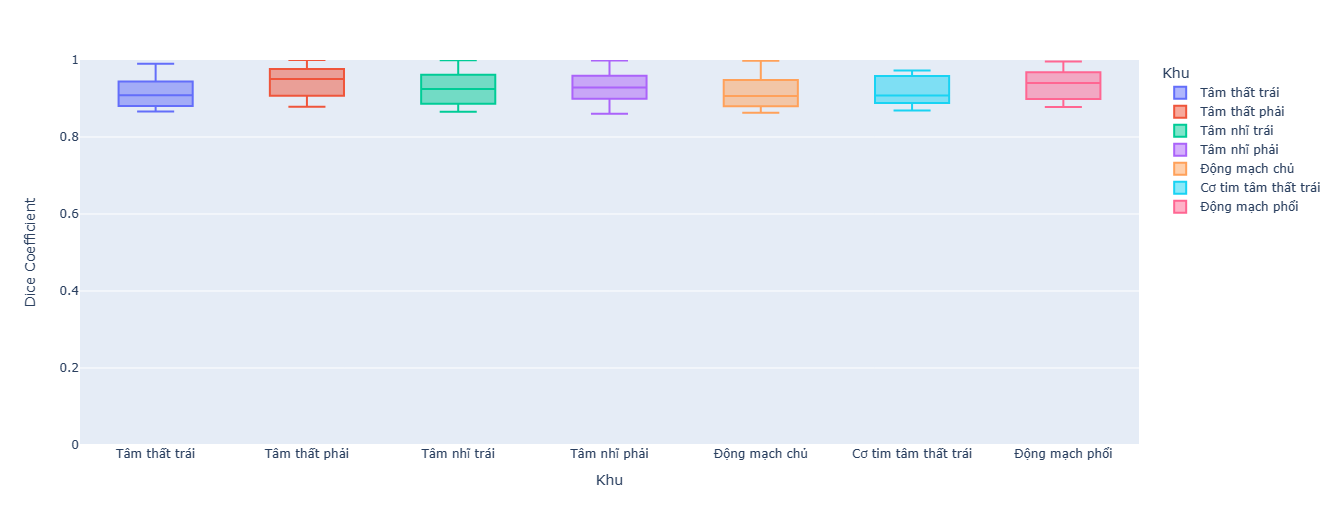 1
0.8
0.6
0.4
0.2
0
Dice Coefficient
Tâm thất trái
Tâm thất phải
Tâm nhĩ trái
Tâm nhĩ phải
Động mạch chủ
Cơ tim tâm thất trái
Động mạch phổi
Khu
Khu
Tâm thất trái
Tâm thất phải
Tâm nhĩ trái
Tâm nhĩ phải
Động mạch chủ
Cơ tim tâm thất trái
Động mạch phổi